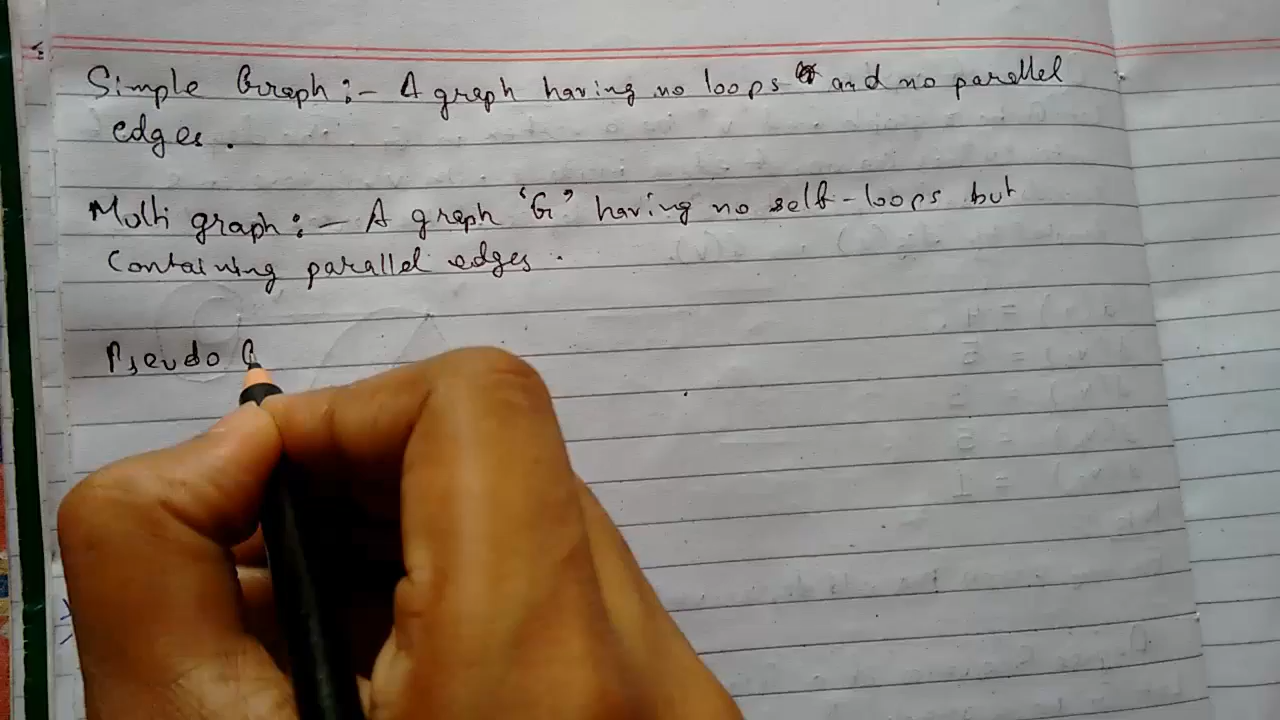 Simple Graph :- A graph having no loops and no parallel
edges .
Multi graph :- A graph 'G' having no self-loops but
Containing parallel edges .
Pseudo G